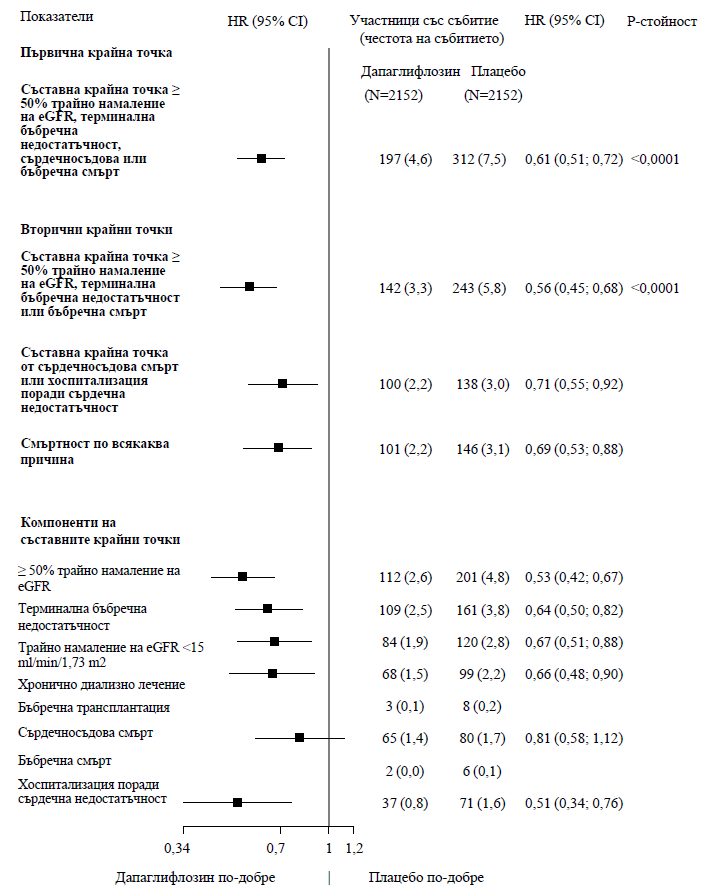 Показатели HR (95% CI) Участници със събитие HR (95% CI) Р-стойност
(честота на събитието)
Първична крайна точка
Дапаглифлозин Плацебо
(N=2152) (N=2152)
Съставна крайна точка ≥
50% трайно намаление
на eGFR, терминална
бъбречна
недостатъчност,
сърдечносъдова или
бъбречна смърт
197 (4,6) 312 (7,5) 0,61 (0,51; 0,72) <0,0001
Вторични крайни точки
Съставна крайна точка ≥
50% трайно намаление
на eGFR, терминална
бъбречна недостатъчност
или бъбречна смърт
142 (3,3) 243 (5,8) 0,56 (0,45; 0,68) <0,0001
Съставна крайна точка
от сърдечносъдова смърт
или хоспитализация
поради сърдечна
недостатъчност
100 (2,2) 138 (3,0) 0,71 (0,55; 0,92)
Смъртност по всякаква
причина
101 (2,2) 146 (3,1) 0,69 (0,53; 0,88)
Компоненти на
съставните крайни точки
≥ 50% трайно намаление на
eGFR
112 (2,6) 201 (4,8) 0,53 (0,42; 0,67)
Терминална бъбречна
недостатъчност
109 (2,5) 161 (3,8) 0,64 (0,50; 0,82)
Трайно намаление на eGFR <15
ml/min/1,73 m2
84 (1,9) 120 (2,8) 0,67 (0,51; 0,88)
Хронично диализно лечение
68 (1,5) 99 (2,2) 0,66 (0,48; 0,90)
Бъбречна трансплантация
3 (0,1) 8 (0,2)
Сърдечносъдова смърт
65 (1,4) 80 (1,7) 0,81 (0,58; 1,12)
Бъбречна смърт
2 (0,0) 6 (0,1)
Хоспитализация поради
сърдечна недостатъчност
37 (0,8) 71 (1,6) 0,51 (0,34; 0,76)
0,34 0,7 1 1,2
Дапаглифлозин по-добре | Плацебо по-добре